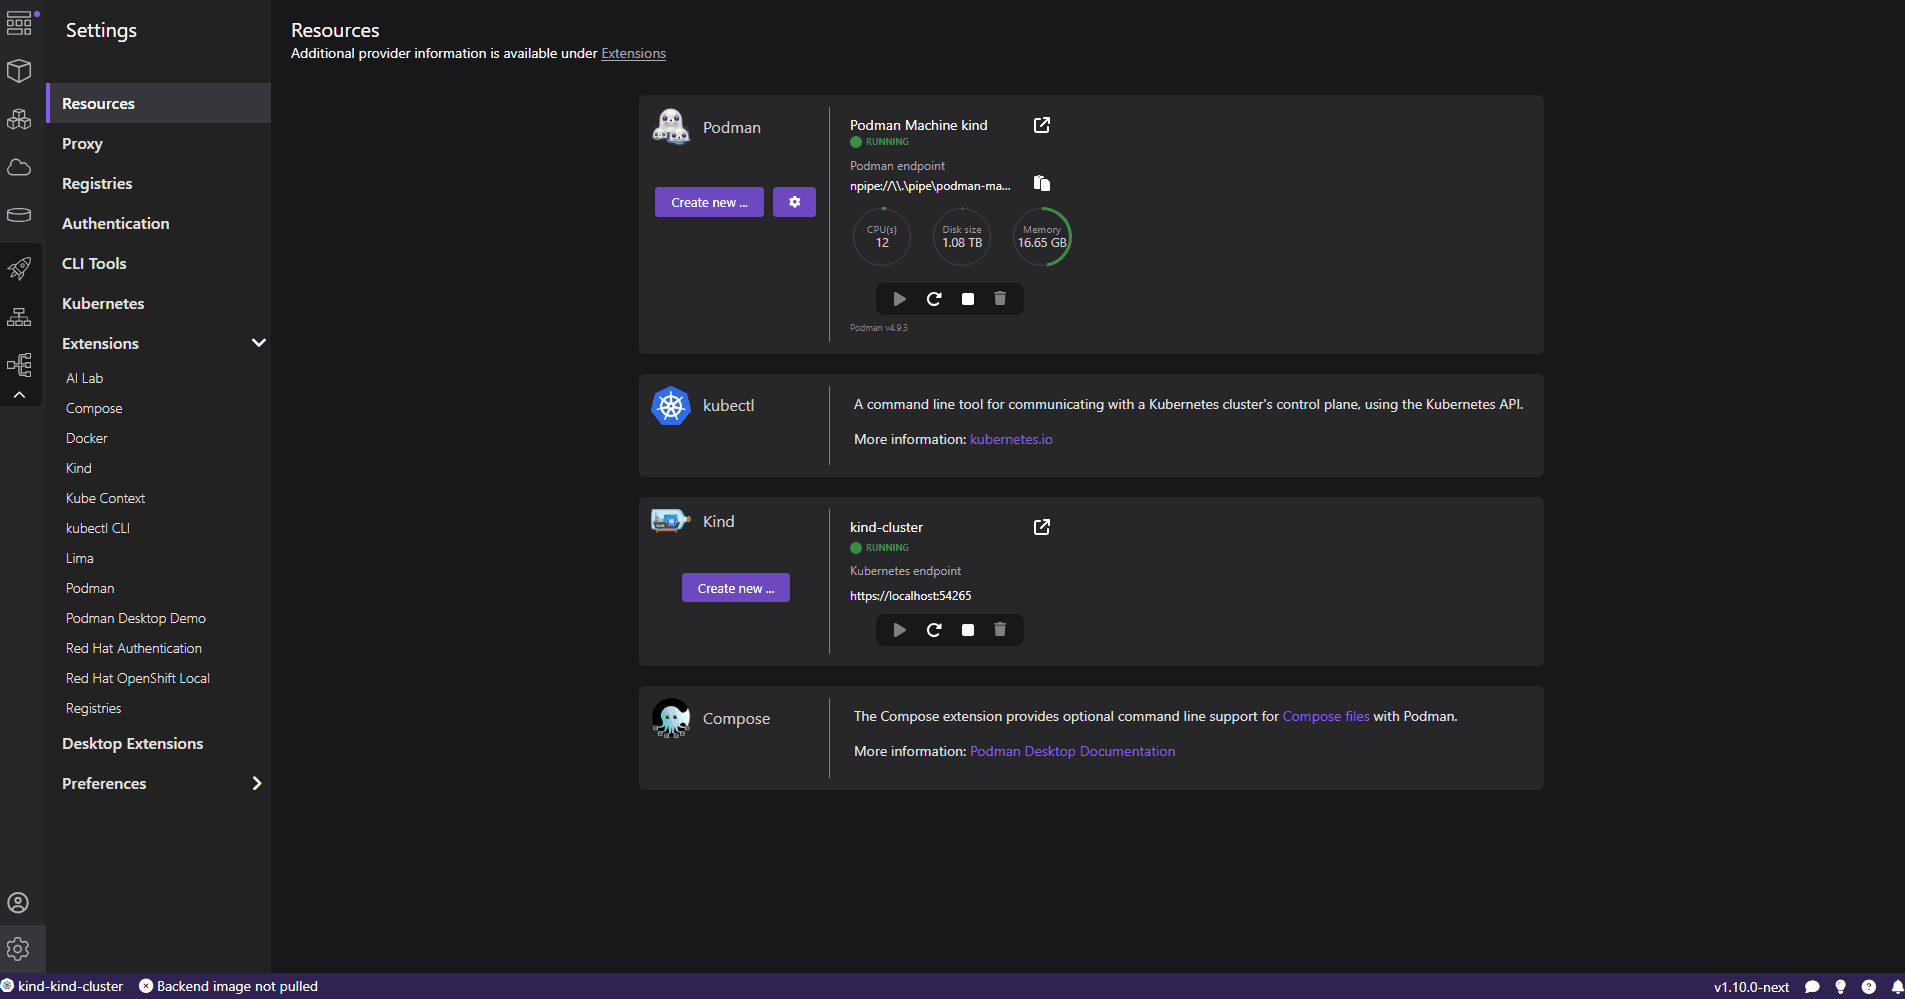 Settings
Resources
Proxy
Registries
Authentication
CLI Tools
Kubernetes
Extensions
AI Lab
Compose
Docker
Kind
Kube Context
kubectl CLI
Lima
Podman
Podman Desktop Demo
Red Hat Authentication
Red Hat OpenShift Local
Registries
Desktop Extensions
Preferences
Resources
Additional provider information is available under Extensions
Podman
Create new ...
Podman Machine kind
RUNNING
Podman endpoint
npipe://\\.\pipe\podman-ma...
CPU(s)
12
Disk size
1.08 TB
Memory
16.65 GB
Podman v4.9.3
kubectl
A command line tool for communicating with a Kubernetes cluster's control plane, using the Kubernetes API.
More information: kubernetes.io
Kind
Create new ...
kind-cluster
RUNNING
Kubernetes endpoint
https://localhost:54265
Compose
The Compose extension provides optional command line support for Compose files with Podman.
More information: Podman Desktop Documentation
kind-kind-cluster
Backend image not pulled
v1.10.0-next